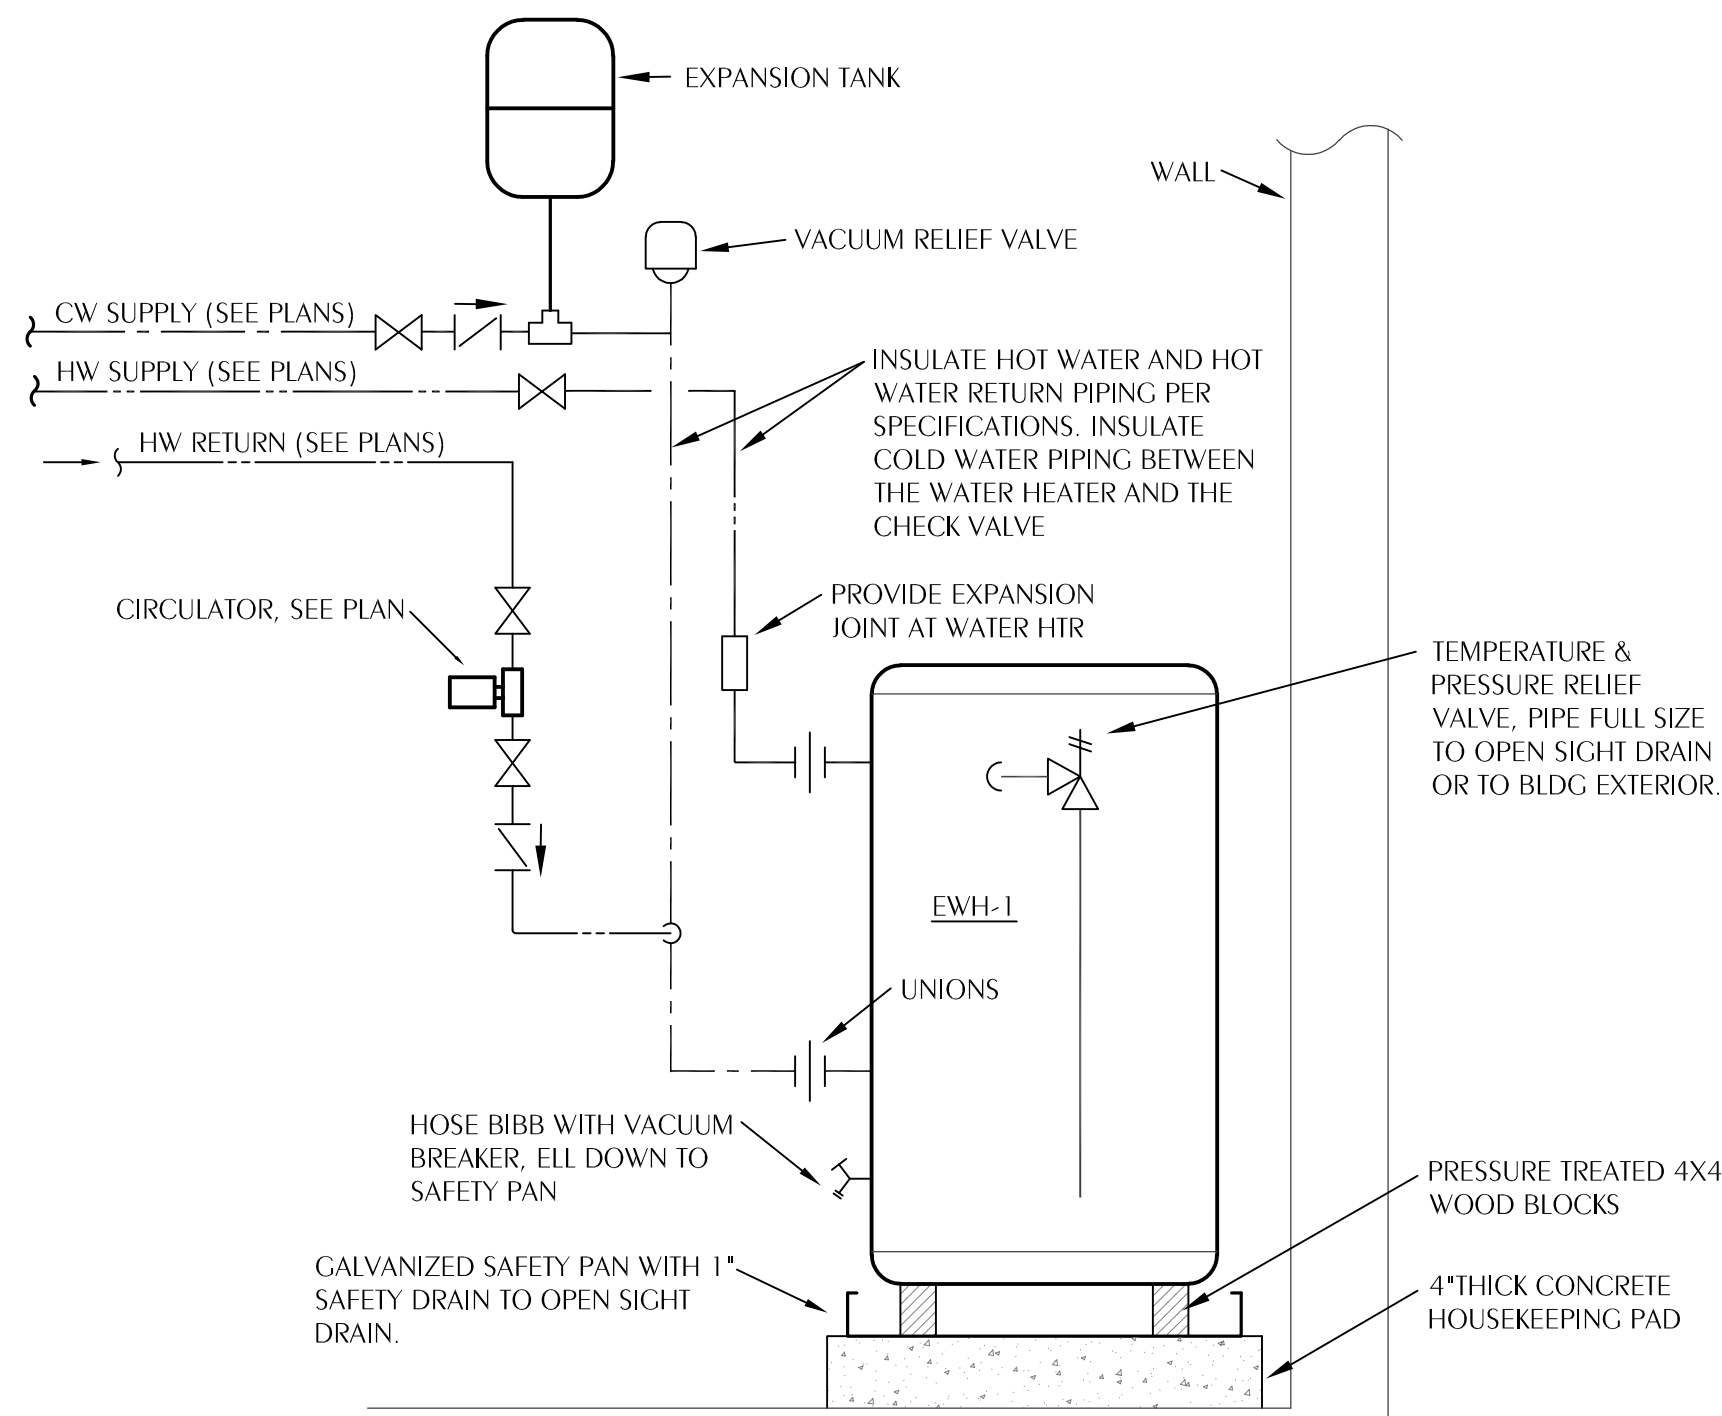 EXPANSION TANK
WALL
VACUUM RELIEF VALVE
CW SUPPLY (SEE PLANS)
HW SUPPLY (SEE PLANS)
INSULATE HOT WATER AND HOT
WATER RETURN PIPING PER
SPECIFICATIONS. INSULATE
COLD WATER PIPING BETWEEN
THE WATER HEATER AND THE
CHECK VALVE
HW RETURN (SEE PLANS)
CIRCULATOR, SEE PLAN
PROVIDE EXPANSION
JOINT AT WATER HTR
TEMPERATURE &
PRESSURE RELIEF
VALVE, PIPE FULL SIZE
TO OPEN SIGHT DRAIN
OR TO BLDG EXTERIOR.
EWH-1
UNIONS
HOSE BIBB WITH VACUUM
BREAKER, ELL DOWN TO
SAFETY PAN
PRESSURE TREATED 4X4
WOOD BLOCKS
GALVANIZED SAFETY PAN WITH 1"
SAFETY DRAIN TO OPEN SIGHT
DRAIN.
4"THICK CONCRETE
HOUSEKEEPING PAD